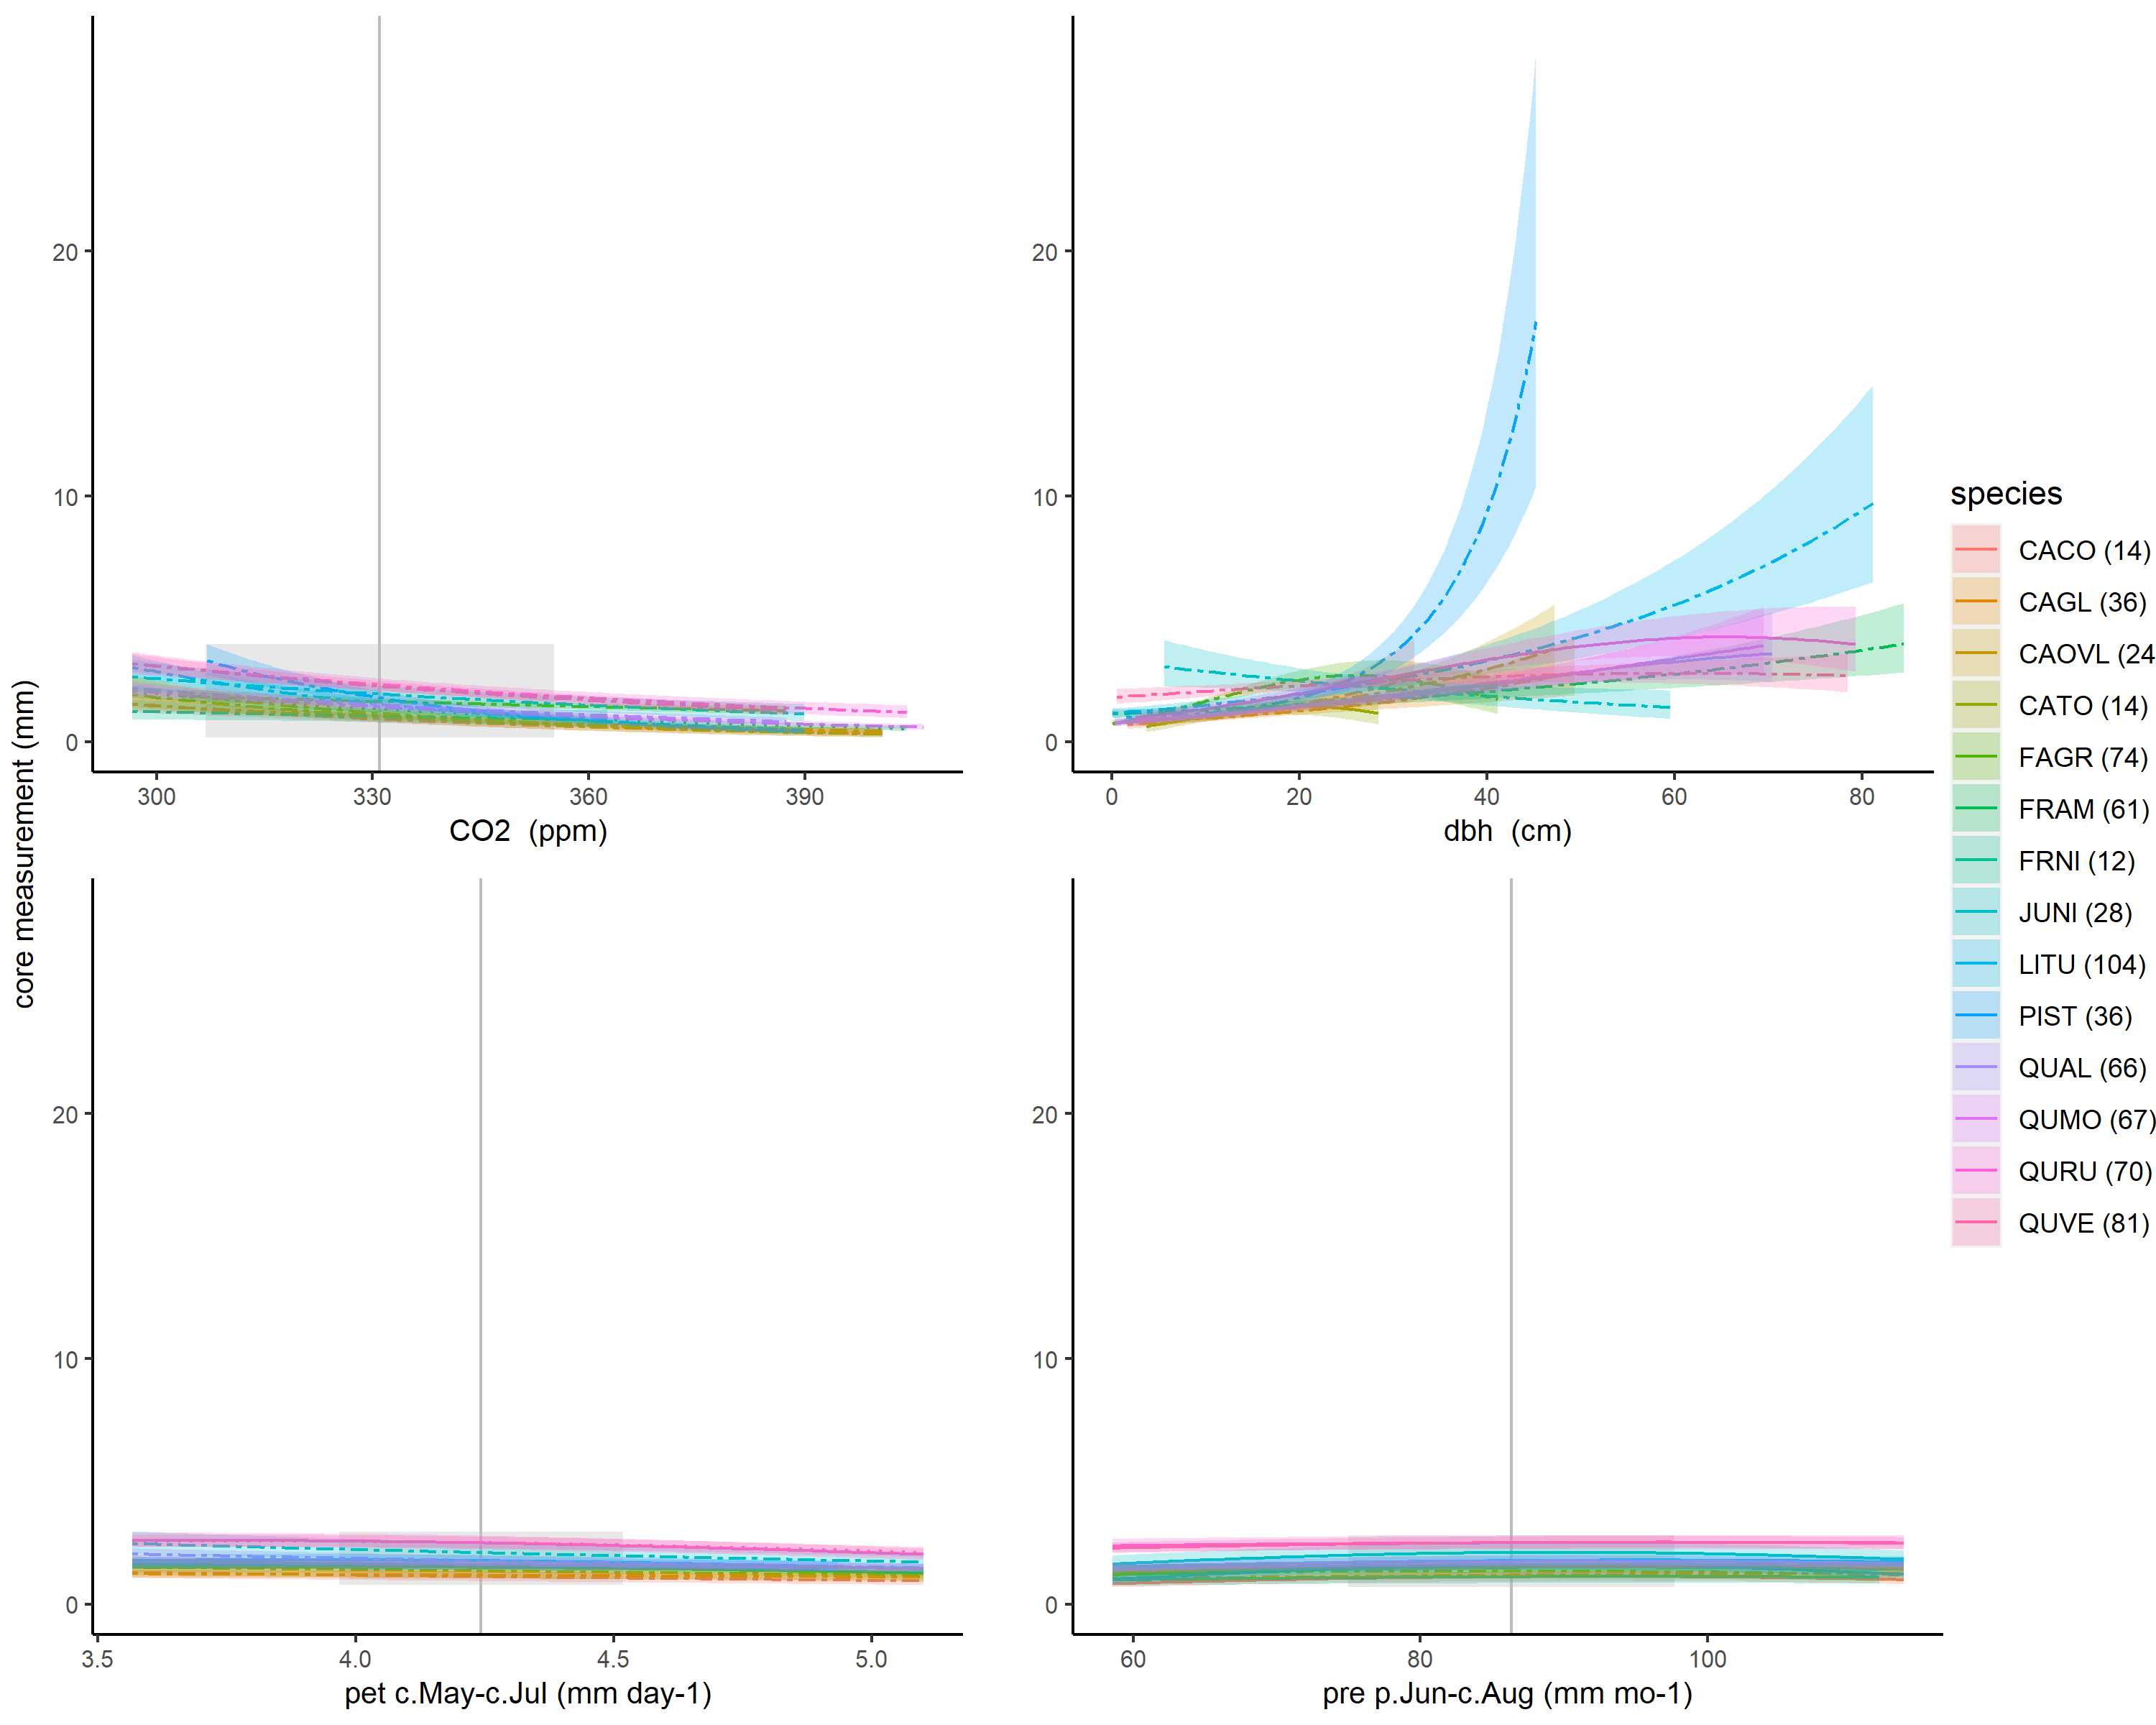 20
10
0
300
330
360
390
CO2 (ppm)
20
10
0
0
20
40
60
80
dbh (cm)
core measurement (mm)
20
10
0
3.5
4.0
4.5
5.0
pet c.May-c.Jul (mm day-1)
20
10
0
60
80
100
pre p.Jun-c.Aug (mm mo-1)
species
CACO (14)
CAGL (36)
CAOVL (24
CATO (14)
FAGR (74)
FRAM (61)
FRNI (12)
JUNI (28)
LITU (104)
PIST (36)
QUAL (66)
QUMO (67)
QURU (70)
QUVE (81)